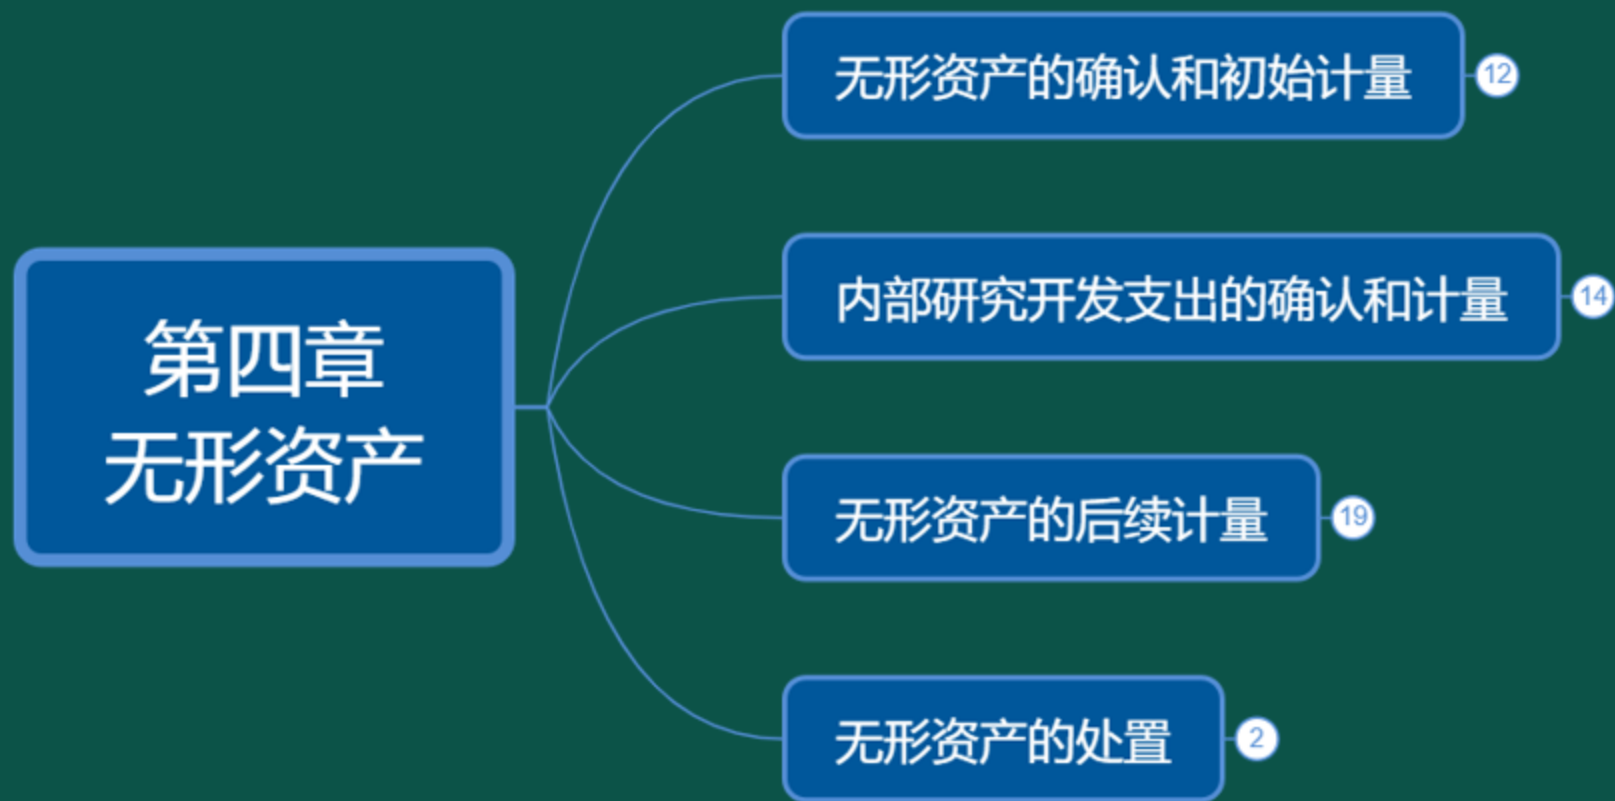 第四章
无形资产
无形资产的确认和初始计量
12
内部研究开发支出的确认和计量
14
无形资产的后续计量
19
无形资产的处置
2